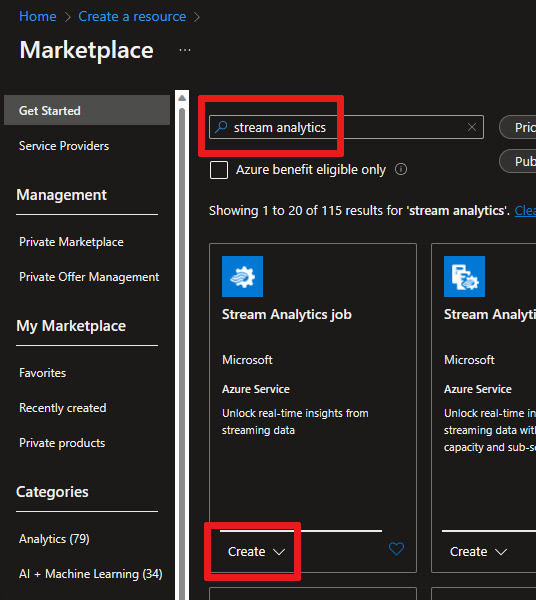 Home > Create a resource >
Marketplace ...
Get Started
Service Providers
Management
Private Marketplace
Private Offer Management
My Marketplace
Favorites
Recently created
Private products
Categories
Analytics (79)
AI + Machine Learning (34)
stream analytics
Azure benefit eligible only
Showing 1 to 20 of 115 results for 'stream analytics'. Clea
Pric
Pub
Stream Analytics job
Microsoft
Azure Service
Unlock real-time insights from
streaming data
Create
Stream Analyti
Microsoft
Azure Service
Unlock real-time in
streaming data with
capacity and sub-se
Create